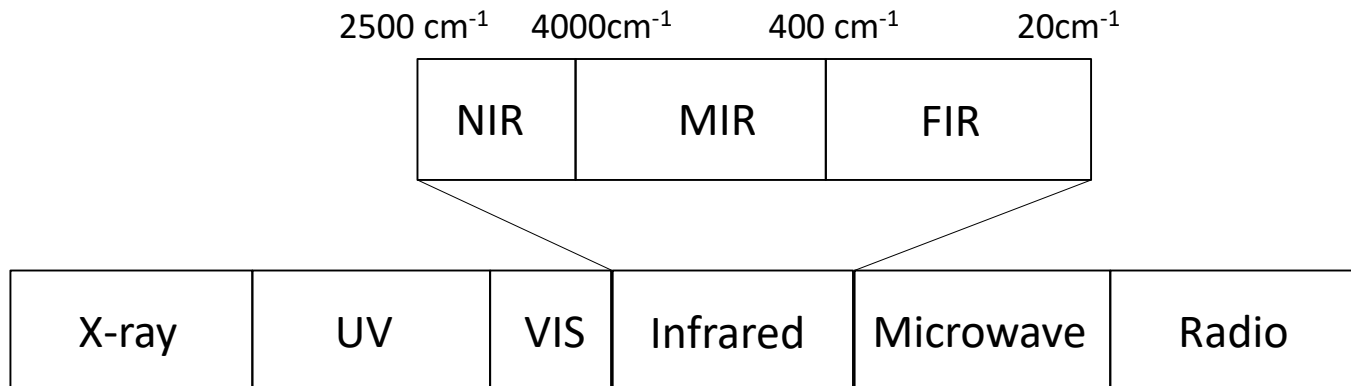 2500 cm⁻¹ 4000cm⁻¹ 400 cm⁻¹ 20cm⁻¹
NIR MIR FIR
X-ray UV VIS Infrared Microwave Radio